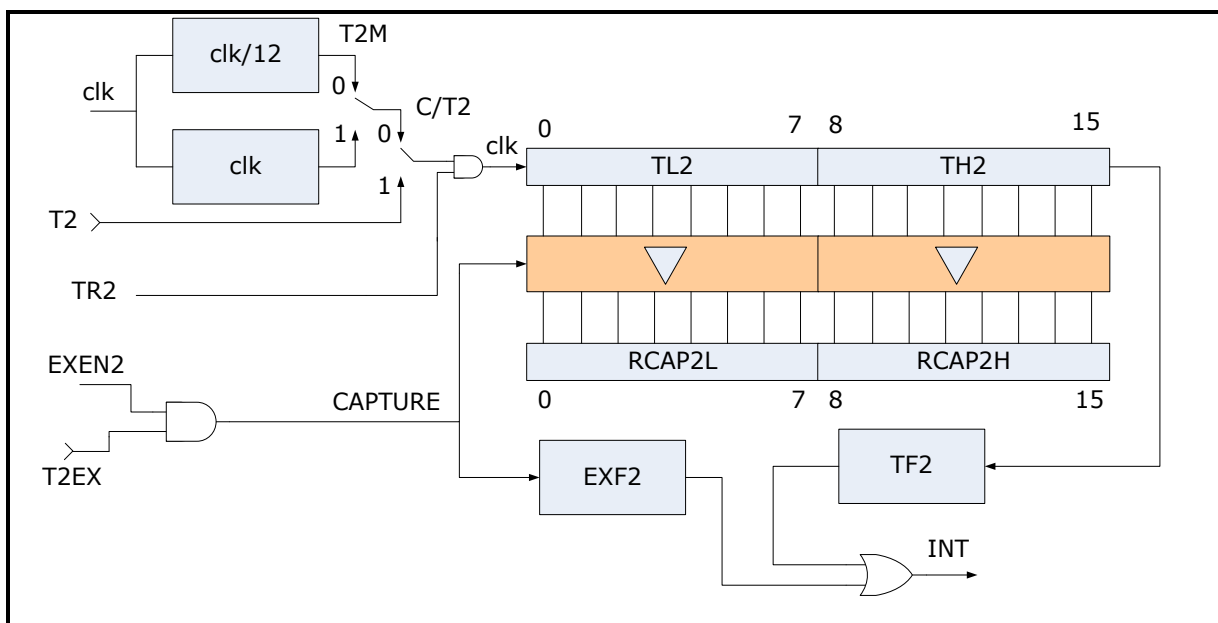 clk/12
T2M
0
clk
C/T2
1
0
clk
clk
0
7
8
15
TL2
TH2
1
T2
TR2
EXEN2
CAPTURE
T2EX
RCAP2L
RCAP2H
0
7
8
15
EXF2
TF2
INT